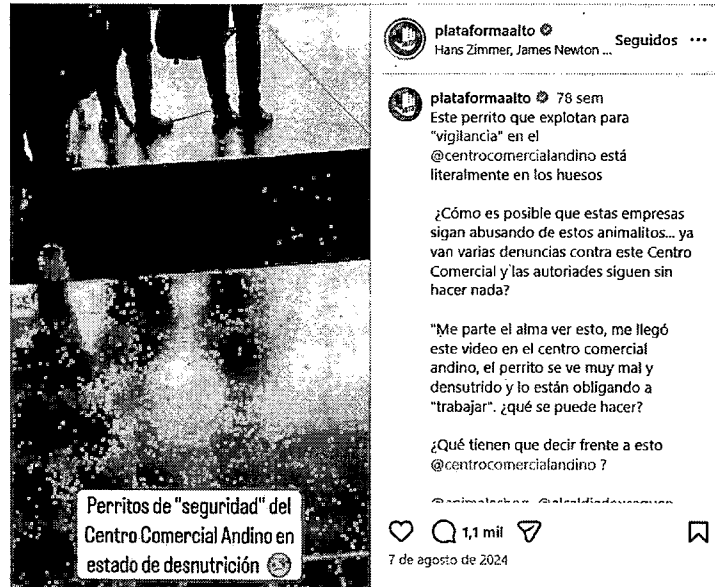 plataformaalto
Hans Zimmer, James Newton ...
Seguidos ...
plataformaalto 78 sem
Este perrito que explotan para
"vigilancia" en el
@centrocomercialandino está
literalmente en los huesos
¿Cómo es posible que estas empresas
sigan abusando de estos animalitos... ya
van varias denuncias contra este Centro
Comercial y las autoriades siguen sin
hacer nada?
"Me parte el alma ver esto, me llegó
este video en el centro comercial
andino, el perrito se ve muy mal y
densutrido y lo están obligando a
"trabajar". ¿qué se puede hacer?
¿Qué tienen que decir frente a esto
@centrocomercialandino ?
1,1 mil
7 de agosto de 2024
Perritos de "seguridad" del
Centro Comercial Andino en
estado de desnutrición